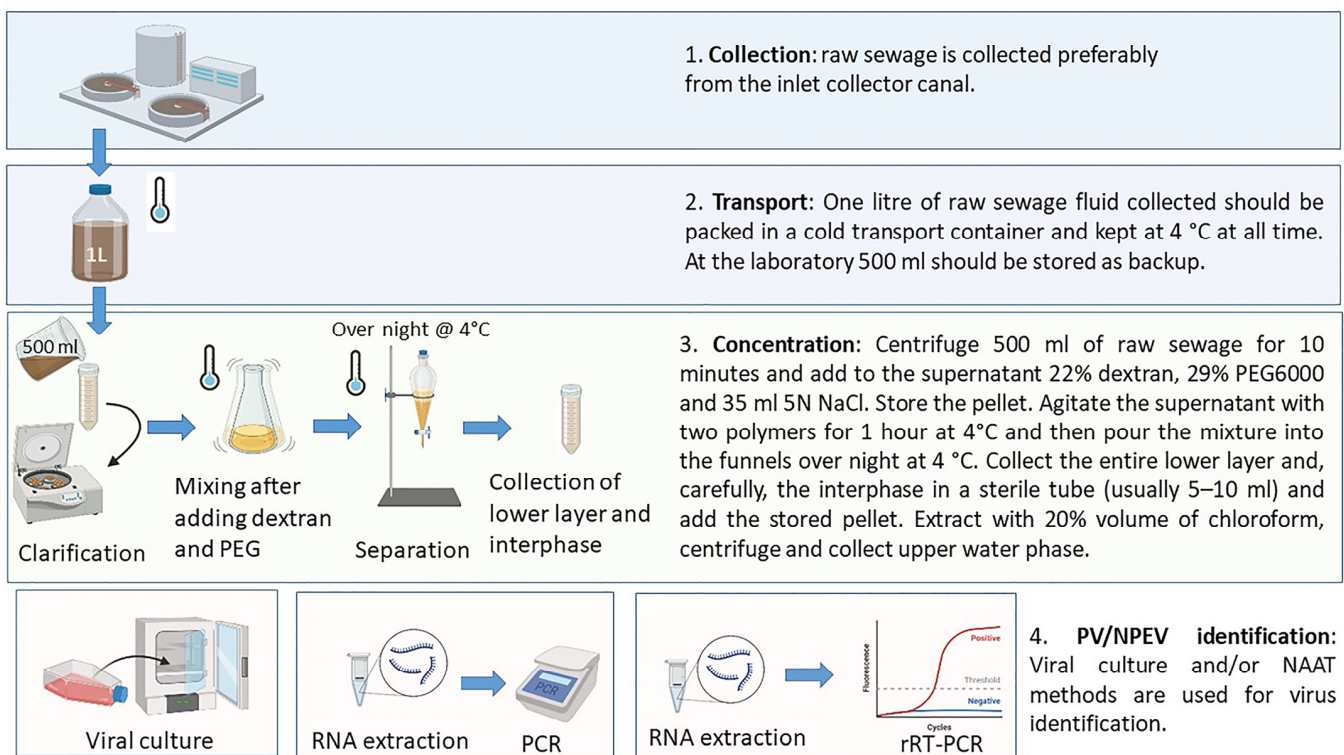 1. Collection: raw sewage is collected preferably
from the inlet collector canal.
1L
2. Transport: One litre of raw sewage fluid collected should be
packed in a cold transport container and kept at 4 °C at all time.
At the laboratory 500 ml should be stored as backup.
500 ml
Over night @ 4°C
Clarification
Mixing after
adding dextran
and PEG
Separation
Collection of
lower layer and
interphase
3. Concentration: Centrifuge 500 ml of raw sewage for 10
minutes and add to the supernatant 22% dextran, 29% PEG6000
and 35 ml 5N NaCl. Store the pellet. Agitate the supernatant with
two polymers for 1 hour at 4°C and then pour the mixture into
the funnels over night at 4 °C. Collect the entire lower layer and,
carefully, the interphase in a sterile tube (usually 5–10 ml) and
add the stored pellet. Extract with 20% volume of chloroform,
centrifuge and collect upper water phase.
Viral culture
RNA extraction
PCR
PCR
RNA extraction
Fluorescence
Positive
Threshold
Negative
Cycles
rRT-PCR
4. PV/NPEV identification:
Viral culture and/or NAAT
methods are used for virus
identification.